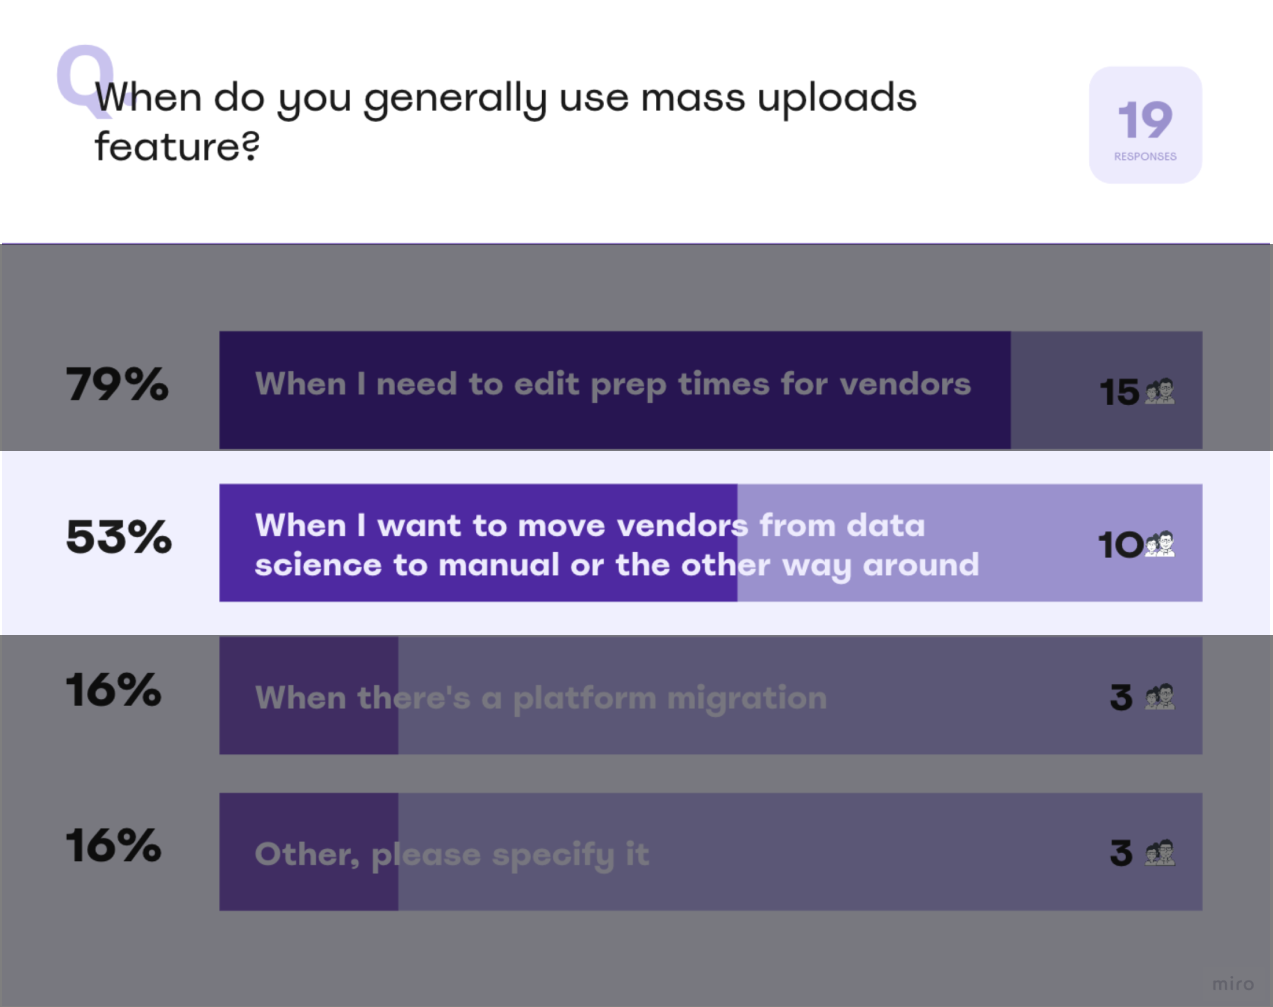 Q.
When do you generally use mass uploads
feature?
19
RESPONSES
79%
When I need to edit prep times for vendors
15
53%
When I want to move vendors from data
science to manual or the other way around
10
16%
When there's a platform migration
3
16%
Other, please specify it
3
miro